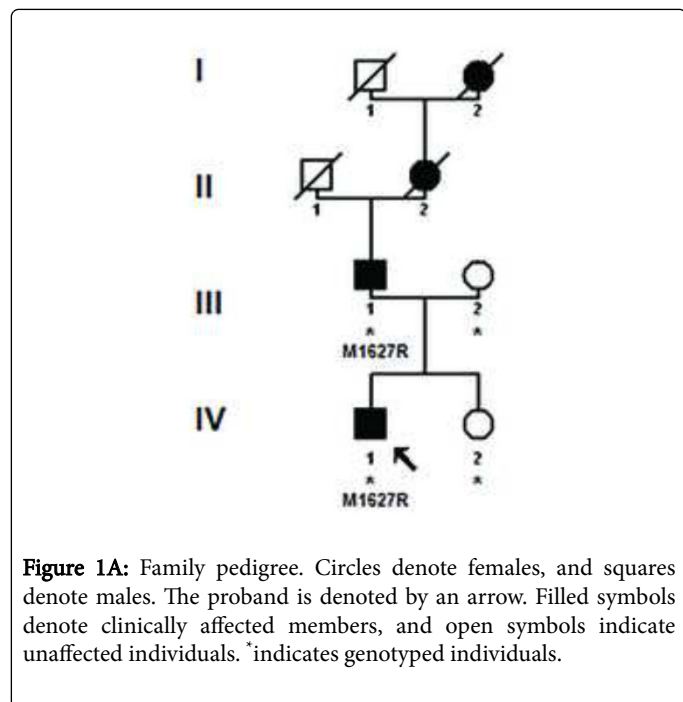 I
1 2
II
1 2
III
1 2
* *
M1627R
IV
1 2
* *
M1627R
Figure 1A: Family pedigree. Circles denote females, and squares
denote males. The proband is denoted by an arrow. Filled symbols
denote clinically affected members, and open symbols indicate
unaffected individuals. *indicates genotyped individuals.